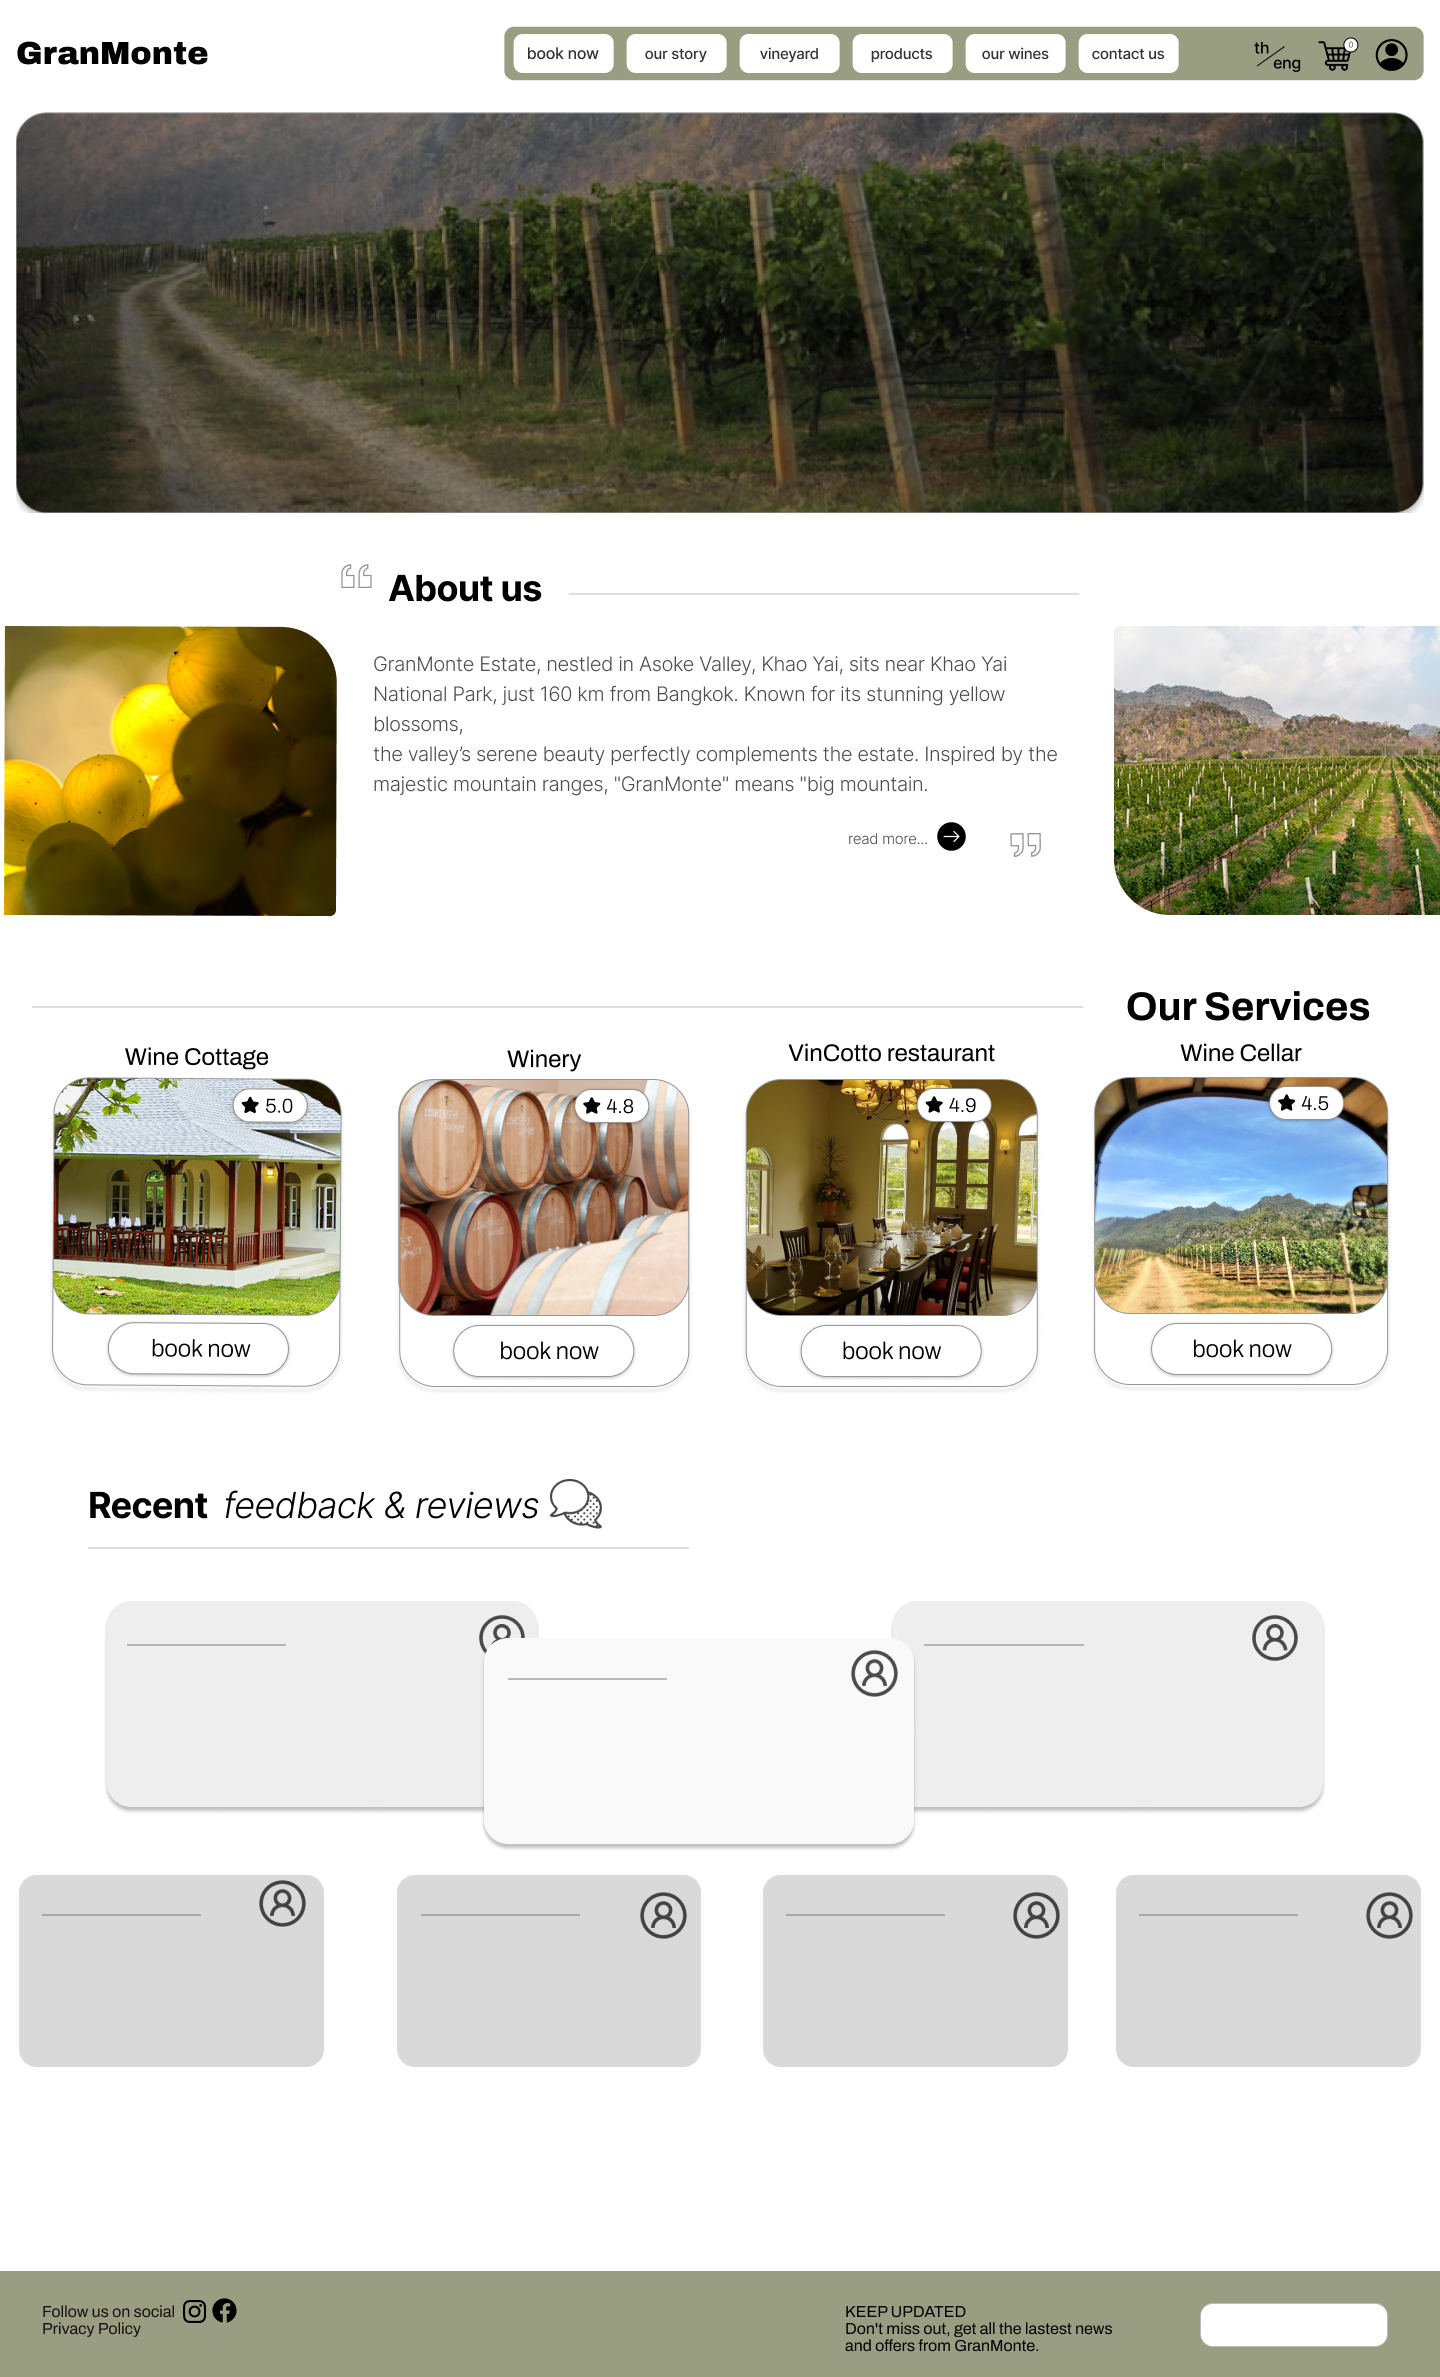 GranMonte
book now
our story
vineyard
products
our wines
contact us
th
eng
0
About us
GranMonte Estate, nestled in Asoke Valley, Khao Yai, sits near Khao Yai
National Park, just 160 km from Bangkok. Known for its stunning yellow
blossoms,
the valley’s serene beauty perfectly complements the estate. Inspired by the
majestic mountain ranges, "GranMonte" means "big mountain.
read more...
Our Services
Wine Cottage
Winery
VinCotto restaurant
Wine Cellar
5.0
4.8
4.9
4.5
book now
book now
book now
book now
Recent feedback & reviews
Follow us on social
Privacy Policy
KEEP UPDATED
Don't miss out, get all the lastest news
and offers from GranMonte.